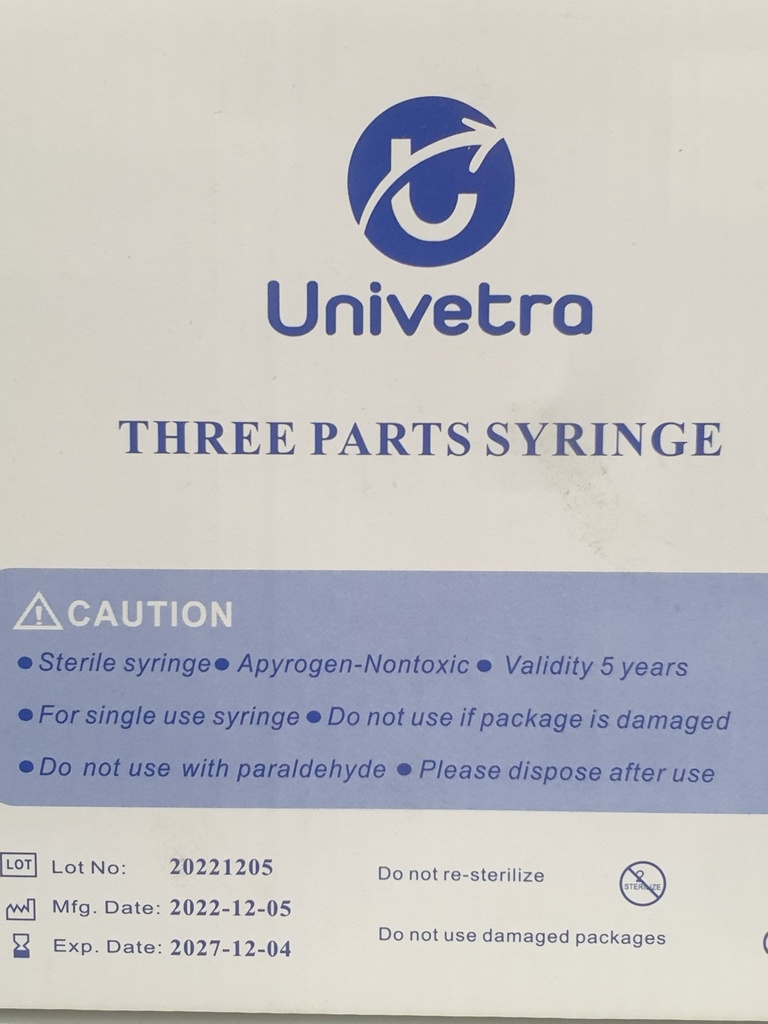 Univetra
THREE PARTS SYRINGE
CAUTION
● Sterile syringe ● Apyrogen-Nontoxic ● Validity 5 years
● For single use syringe ● Do not use if package is damaged
● Do not use with paraldehyde ● Please dispose after use
LOT Lot No: 20221205
Mfg. Date: 2022-12-05
Exp. Date: 2027-12-04
Do not re-sterilize
2
STERILIZE
Do not use damaged packages